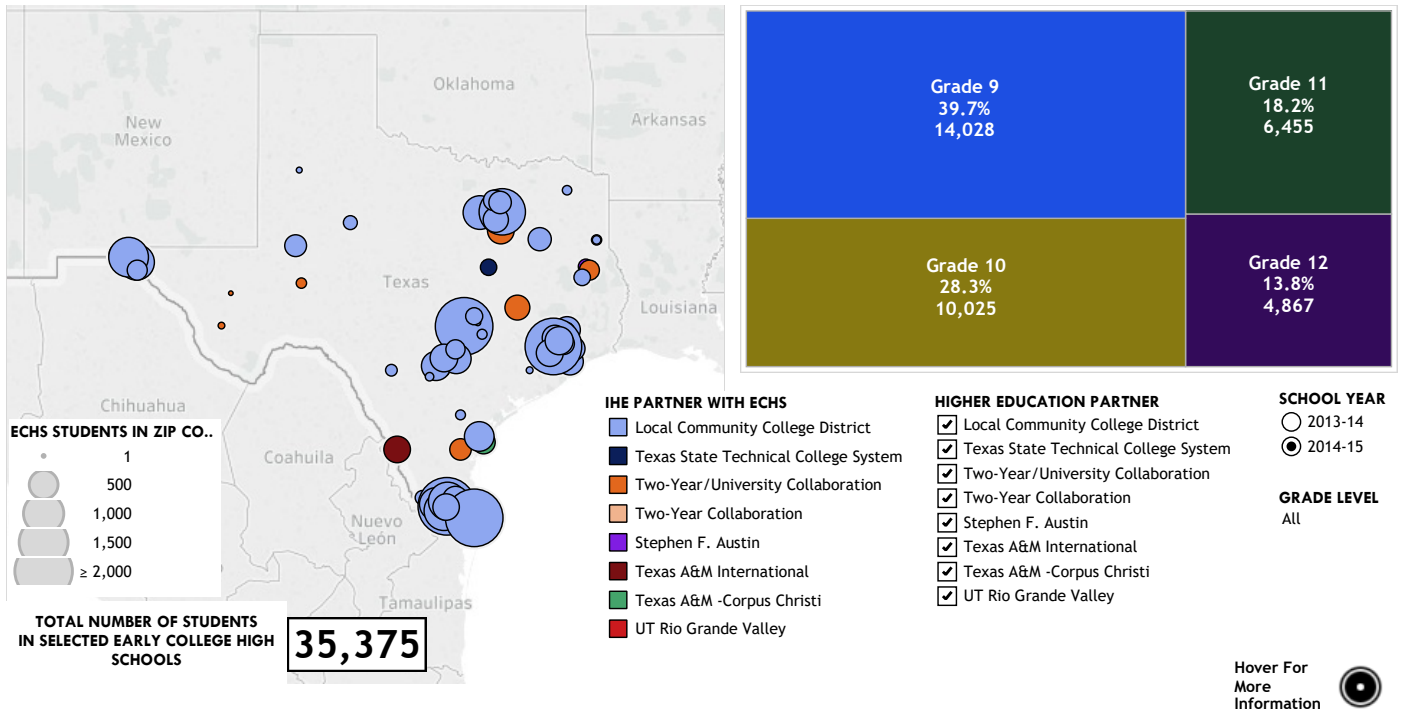 Oklahoma
New
Mexico
Arkansas
Texas
Louisiana
Chihuahua
Coahuila
Nuevo
León
Tamaulipas
ECHS STUDENTS IN ZIP CO..
1
500
1,000
1,500
≥ 2,000
TOTAL NUMBER OF STUDENTS
IN SELECTED EARLY COLLEGE HIGH
SCHOOLS
35,375
Grade 9
39.7%
14,028
Grade 11
18.2%
6,455
Grade 10
28.3%
10,025
Grade 12
13.8%
4,867
IHE PARTNER WITH ECHS
Local Community College District
Texas State Technical College System
Two-Year/University Collaboration
Two-Year Collaboration
Stephen F. Austin
Texas A&M International
Texas A&M -Corpus Christi
UT Rio Grande Valley
HIGHER EDUCATION PARTNER
Local Community College District
Texas State Technical College System
Two-Year/University Collaboration
Two-Year Collaboration
Stephen F. Austin
Texas A&M International
Texas A&M -Corpus Christi
UT Rio Grande Valley
SCHOOL YEAR
2013-14
2014-15
GRADE LEVEL
All
Hover For
More
Information